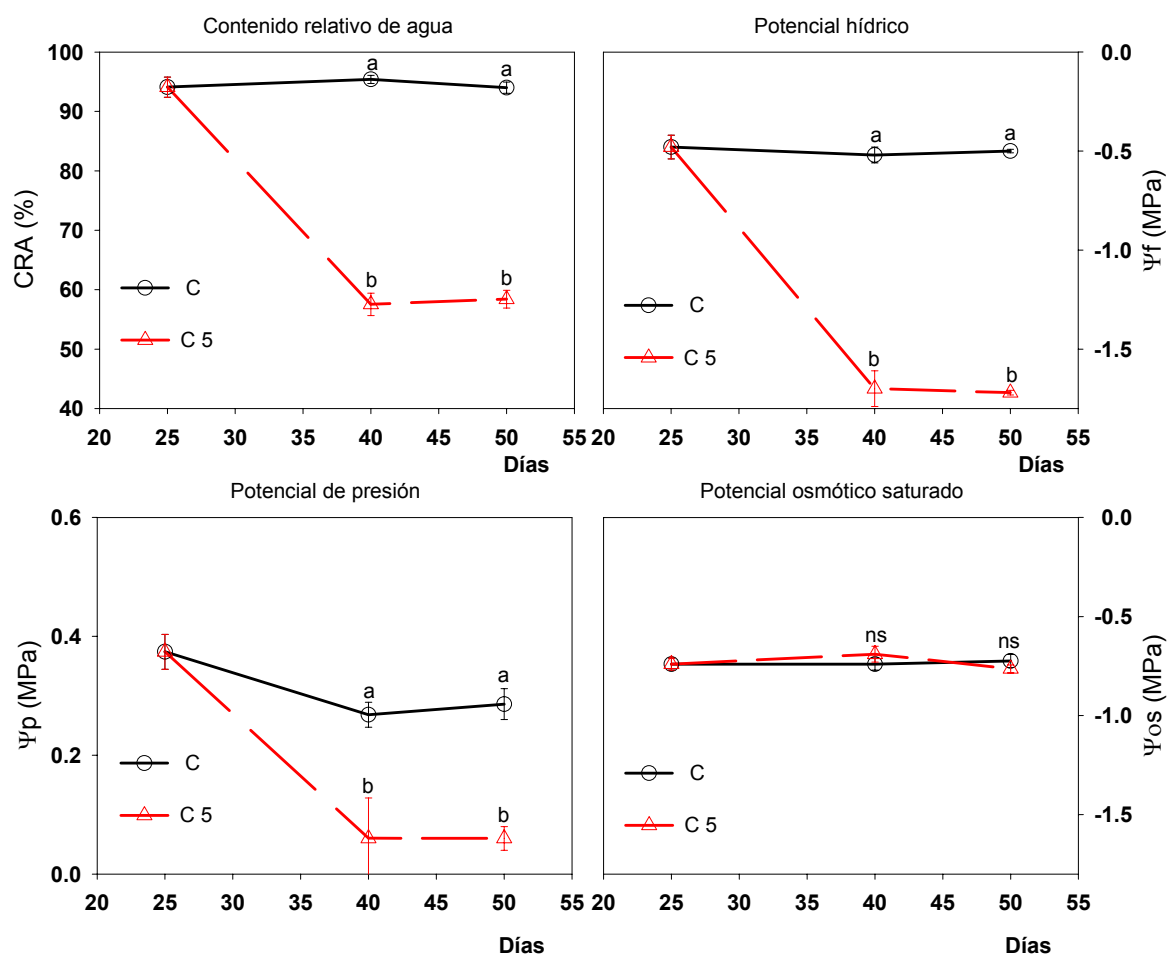 Contenido relativo de agua
Potencial hídrico
100
90
80
70
60
50
40
CRA (%)
a
a
b
b
C
C 5
20 25 30 35 40 45 50 55
Días
a
a
b
b
C
C 5
0.0
-0.5
-1.0
-1.5
Ψf (MPa)
20 25 30 35 40 45 50 55
Días
Potencial de presión
Potencial osmótico saturado
0.6
0.4
0.2
0.0
Ψp (MPa)
a
a
b
b
C
C 5
20 25 30 35 40 45 50 55
Días
ns
ns
C
C 5
0.0
-0.5
-1.0
-1.5
Ψos (MPa)
20 25 30 35 40 45 50 55
Días